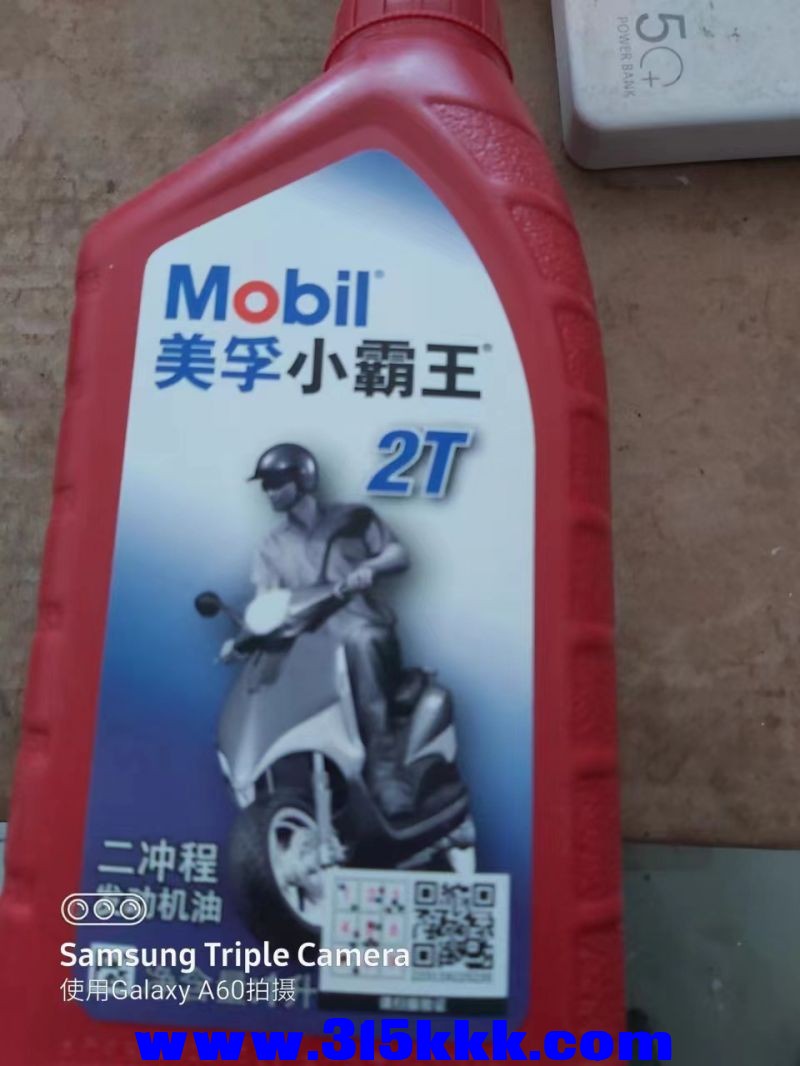 5C+
POWER BANK
Mobil®
美孚小霸王®
2T
二冲程
发动机油
Samsung Triple Camera
使用Galaxy A60拍摄
www.315kkk.com